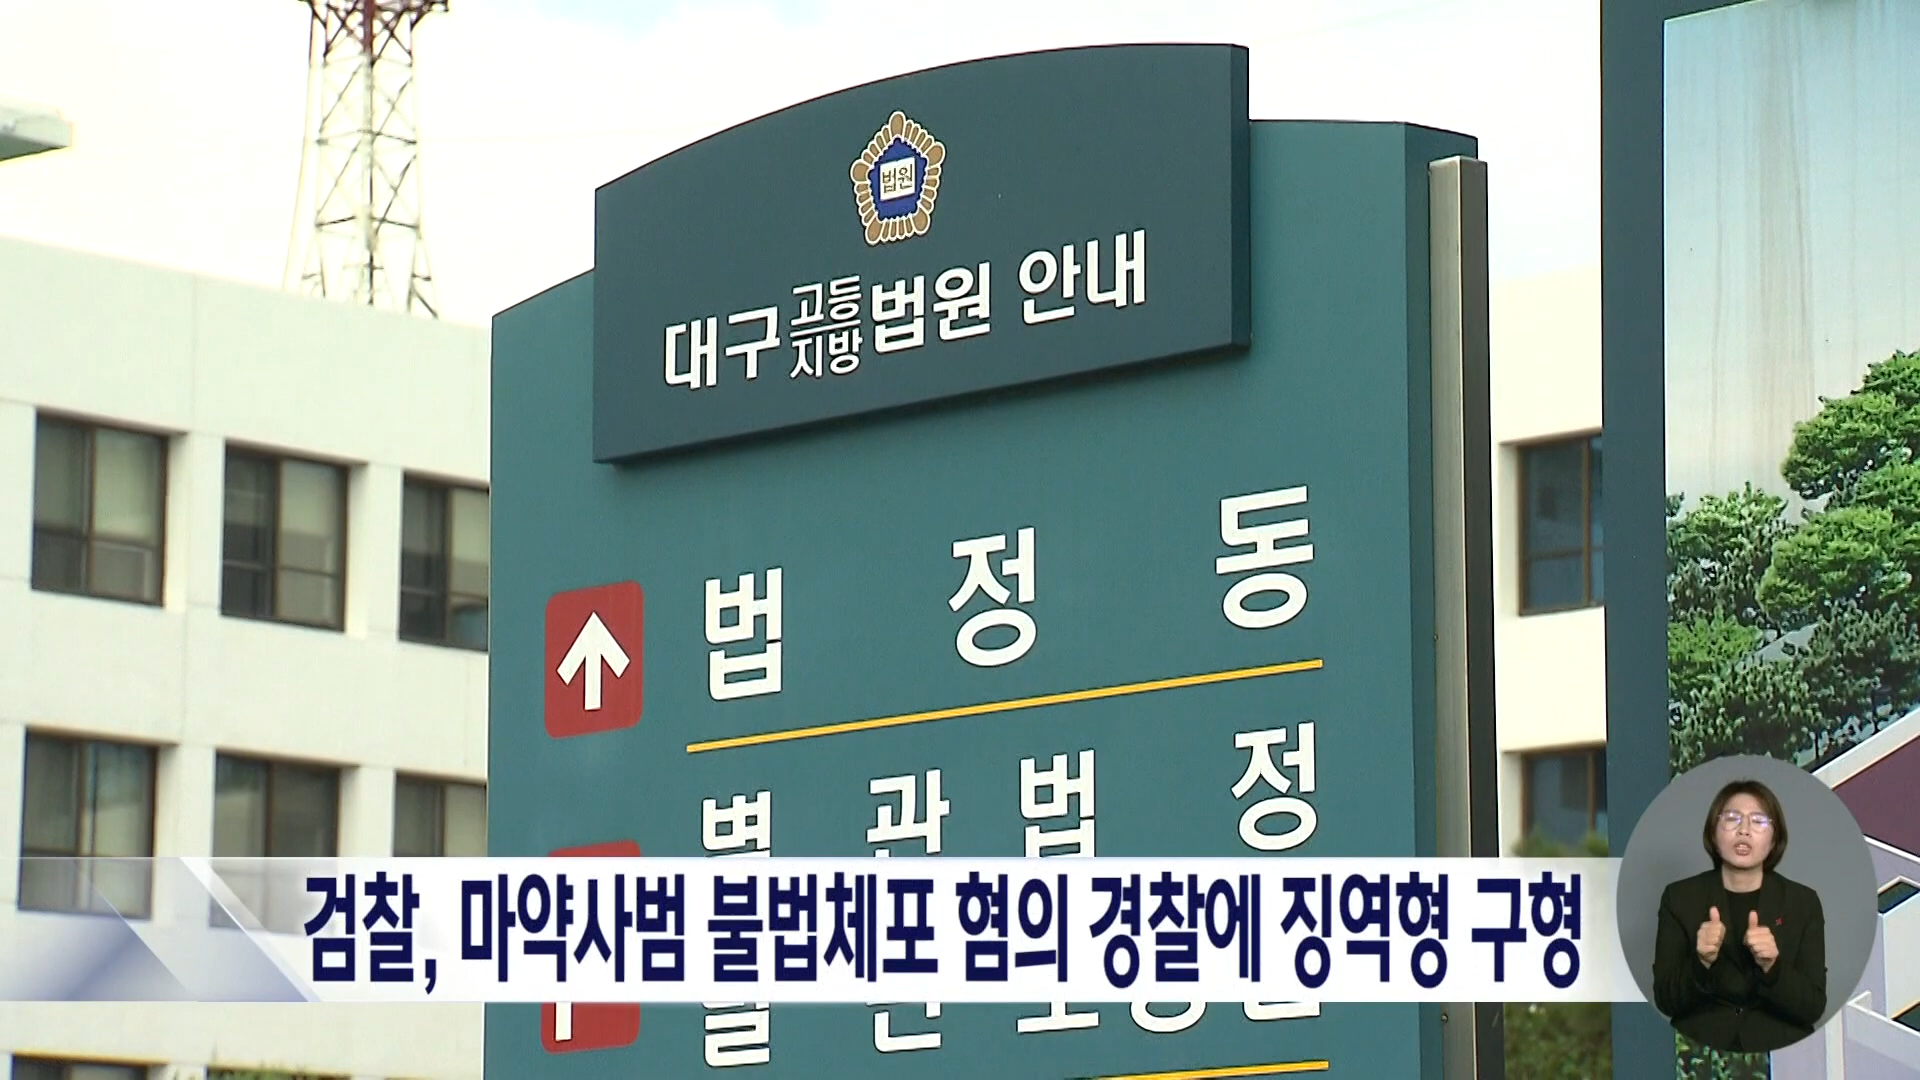 법원
대구고등지방법원 안내
법정동
별관법정
검찰, 마약사범 불법체포 혐의 경찰에 징역형 구형